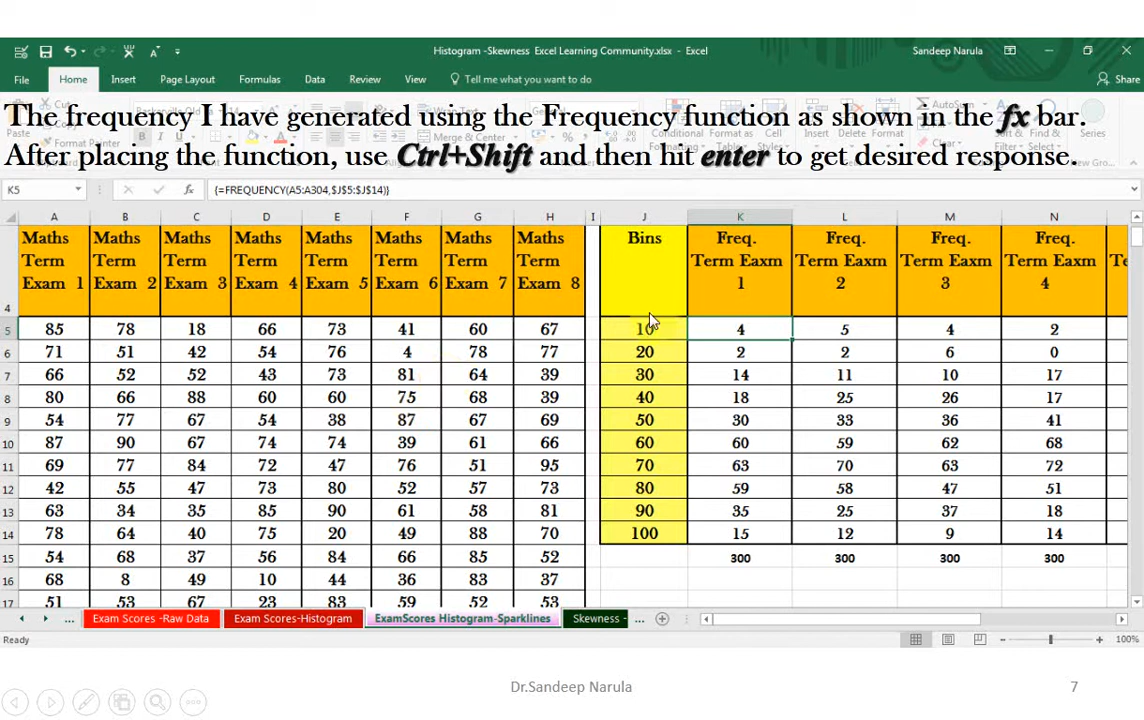 Histogram -Skewness Excel Learning Community.xlsx - Excel
Sandeep Narula
File Home Insert Page Layout Formulas Data Review View Tell me what you want to do Share
The frequency I have generated using the Frequency function as shown in the fx bar.
After placing the function, use Ctrl+Shift and then hit enter to get desired response.
K5 fx {=FREQUENCY(A5:A304,$J$5:$J$14)}
A B C D E F G H I J K L M N
Maths Maths Maths Maths Maths Maths Maths Maths Bins Freq. Freq. Freq. Freq.
Term Term Term Term Term Term Term Term Term Eaxm Term Eaxm Term Eaxm Term Eaxm Te
4 Exam 1 Exam 2 Exam 3 Exam 4 Exam 5 Exam 6 Exam 7 Exam 8 1 2 3 4
5 85 78 18 66 73 41 60 67 10 4 5 4 2
6 71 51 42 54 76 4 78 77 20 2 2 6 0
7 66 52 52 43 73 81 64 39 30 14 11 10 17
8 80 66 88 60 60 75 68 39 40 18 25 26 17
9 54 77 67 54 38 87 67 69 50 30 33 36 41
10 87 90 67 74 74 39 61 66 60 60 59 62 68
11 69 77 84 72 47 76 51 95 70 63 70 63 72
12 42 55 47 73 80 52 57 73 80 59 58 47 51
13 63 34 35 85 90 61 58 81 90 35 25 37 18
14 78 64 40 75 20 49 88 70 100 15 12 9 14
15 54 68 37 56 84 66 85 52 300 300 300 300
16 68 8 49 10 44 36 83 37
17 51 53 67 23 83 59 52 53
... Exam Scores -Raw Data Exam Scores-Histogram ExamScores Histogram-Sparklines Skewness - ...
Ready 100%
Dr.Sandeep Narula 7